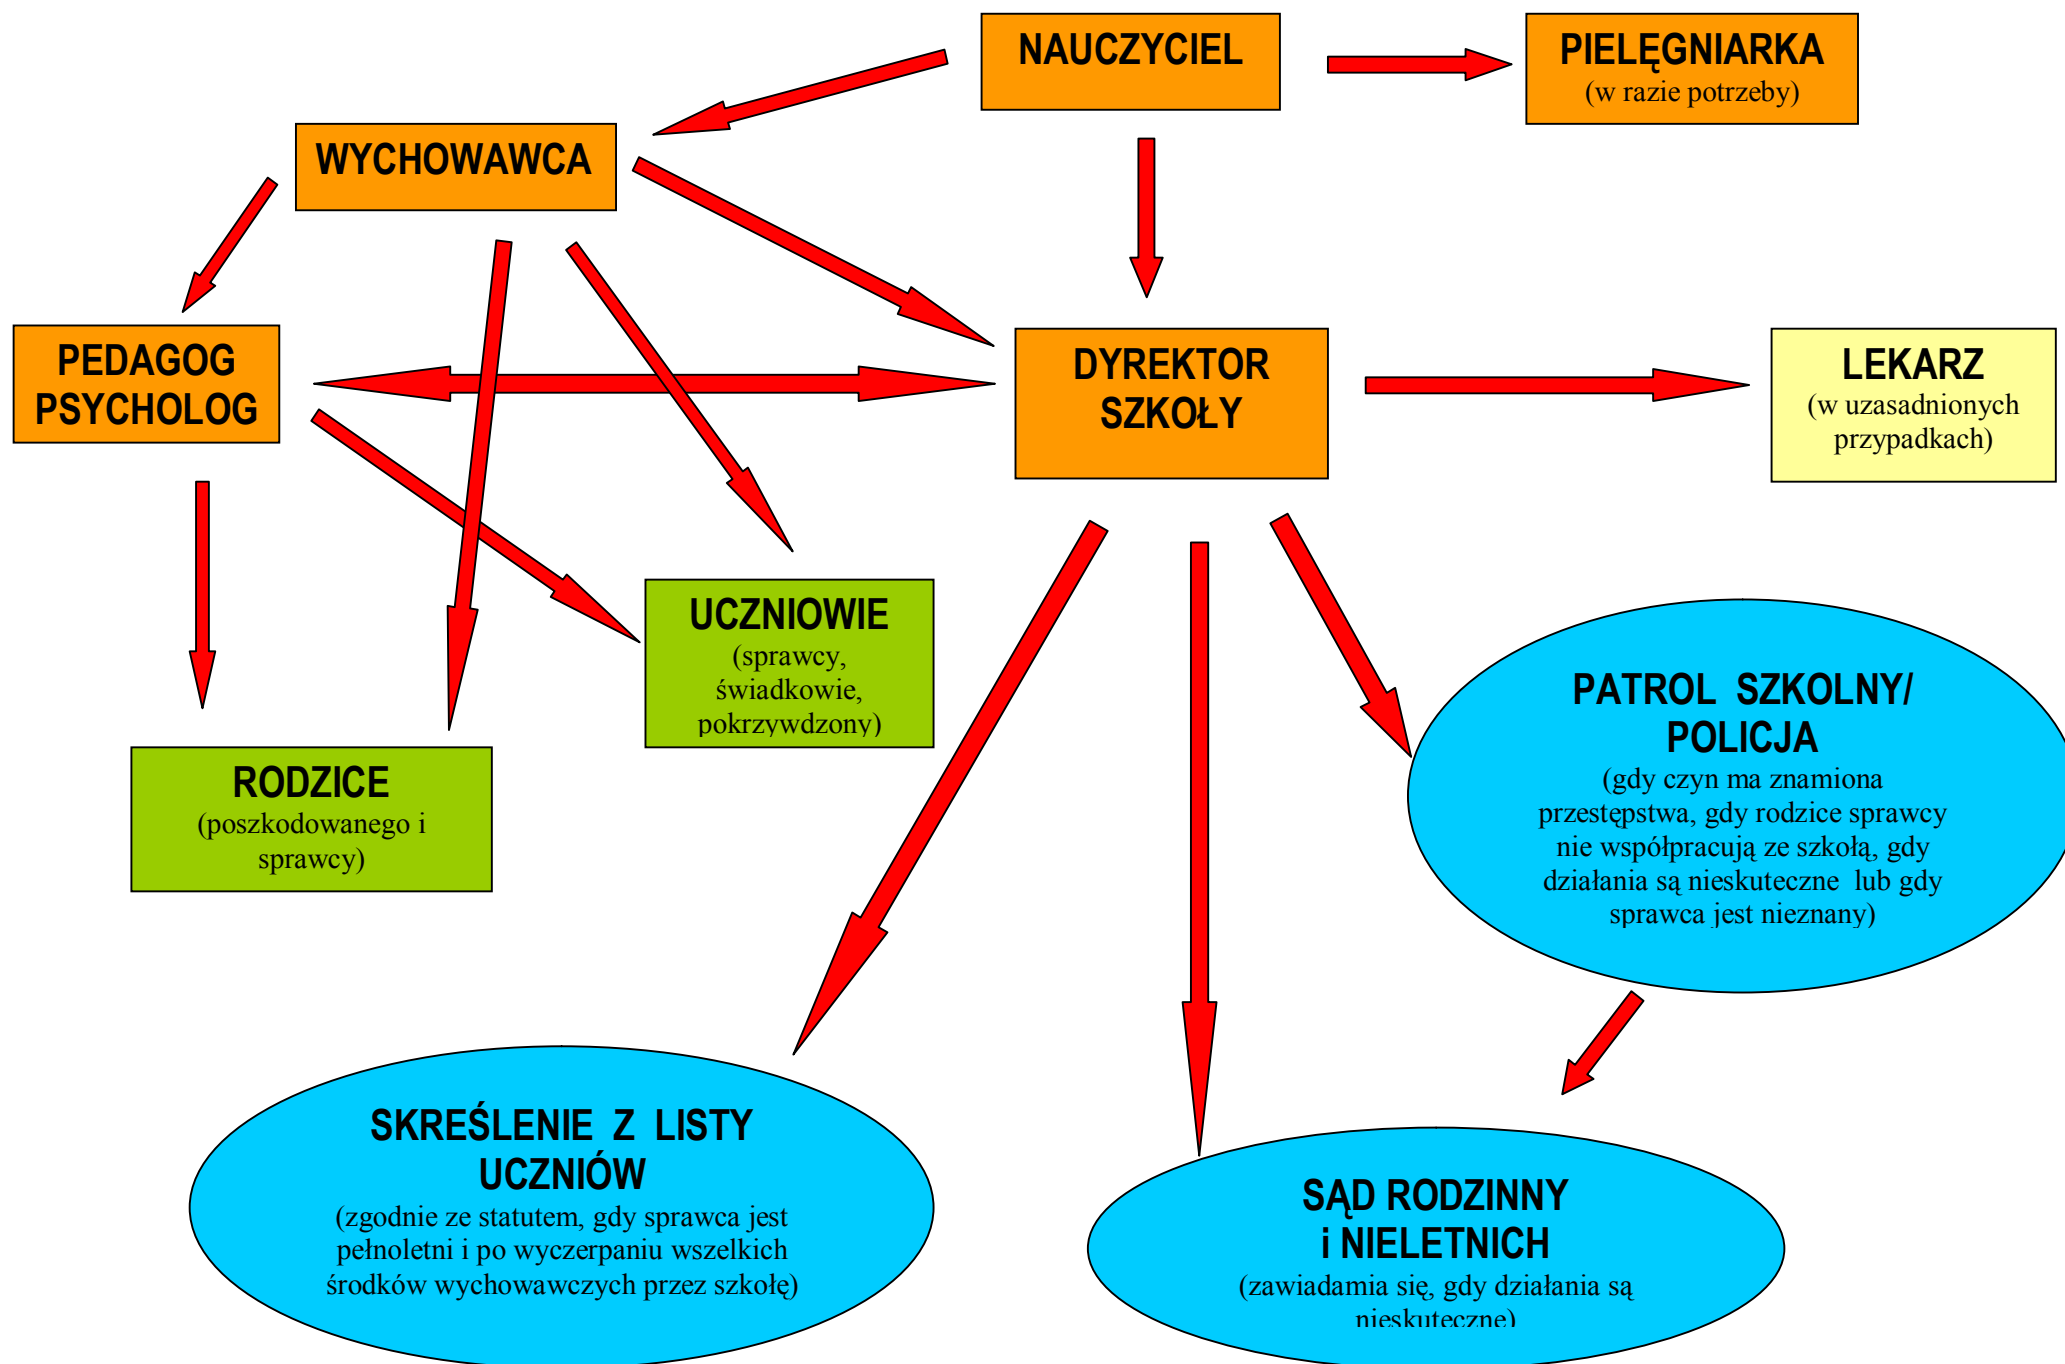 NAUCZYCIEL
PIELĘGNIARKA
(w razie potrzeby)
WYCHOWAWCA
PEDAGOG
PSYCHOLOG
DYREKTOR
SZKOŁY
LEKARZ
(w uzasadnionych
przypadkach)
UCZNIOWIE
(sprawcy,
świadkowie,
pokrzywdzony)
RODZICE
(poszkodowanego i
sprawcy)
PATROL SZKOLNY/
POLICJA
(gdy czyn ma znamiona
przestępstwa, gdy rodzice sprawcy
nie współpracują ze szkołą, gdy
działania są nieskuteczne lub gdy
sprawca jest nieznany)
SKREŚLENIE Z LISTY
UCZNIÓW
(zgodnie ze statutem, gdy sprawca jest
pełnoletni i po wyczerpaniu wszelkich
środków wychowawczych przez szkołę)
SĄD RODZINNY
i NIELETNICH
(zawiadamia się, gdy działania są
nieskuteczne)